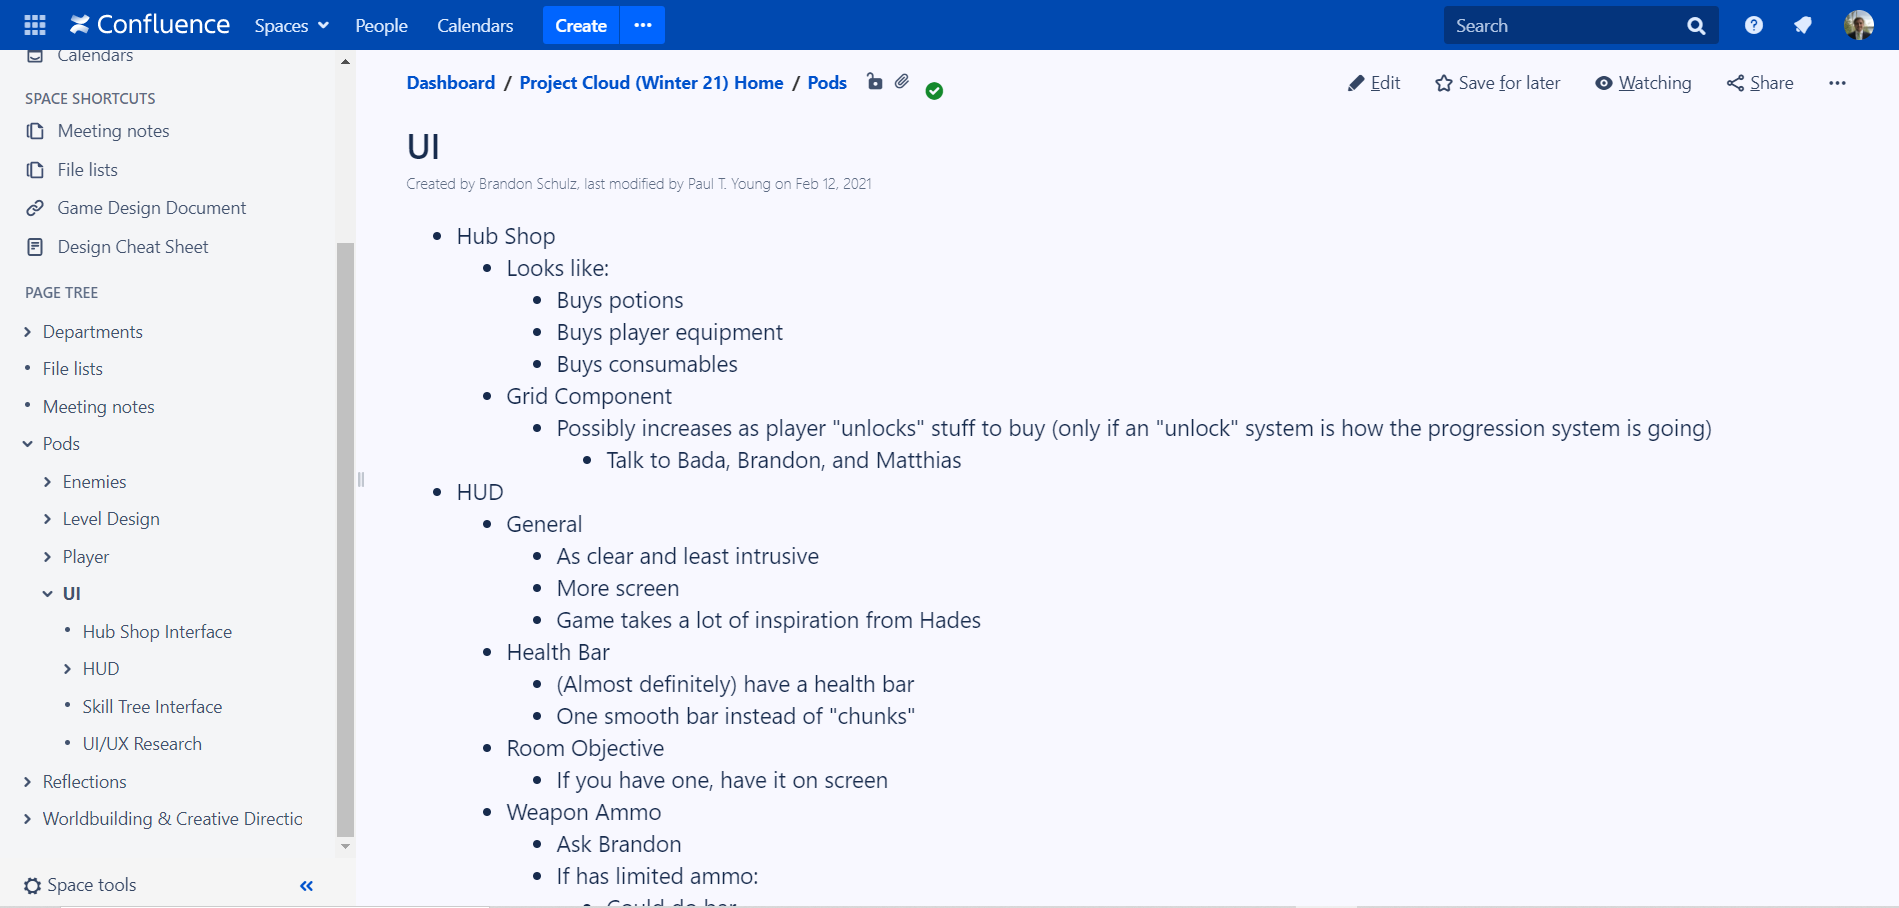 Confluence Spaces People Calendars Create ··· Search
Calendars
SPACE SHORTCUTS
Meeting notes
File lists
Game Design Document
Design Cheat Sheet
PAGE TREE
Departments
File lists
Meeting notes
Pods
Enemies
Level Design
Player
UI
Hub Shop Interface
HUD
Skill Tree Interface
UI/UX Research
Reflections
Worldbuilding & Creative Directio
Space tools
Dashboard / Project Cloud (Winter 21) Home / Pods
Edit Save for later Watching Share ···
UI
Created by Brandon Schulz, last modified by Paul T. Young on Feb 12, 2021
• Hub Shop
• Looks like:
• Buys potions
• Buys player equipment
• Buys consumables
• Grid Component
• Possibly increases as player "unlocks" stuff to buy (only if an "unlock" system is how the progression system is going)
• Talk to Bada, Brandon, and Matthias
• HUD
• General
• As clear and least intrusive
• More screen
• Game takes a lot of inspiration from Hades
• Health Bar
• (Almost definitely) have a health bar
• One smooth bar instead of "chunks"
• Room Objective
• If you have one, have it on screen
• Weapon Ammo
• Ask Brandon
• If has limited ammo:
• Could do bar